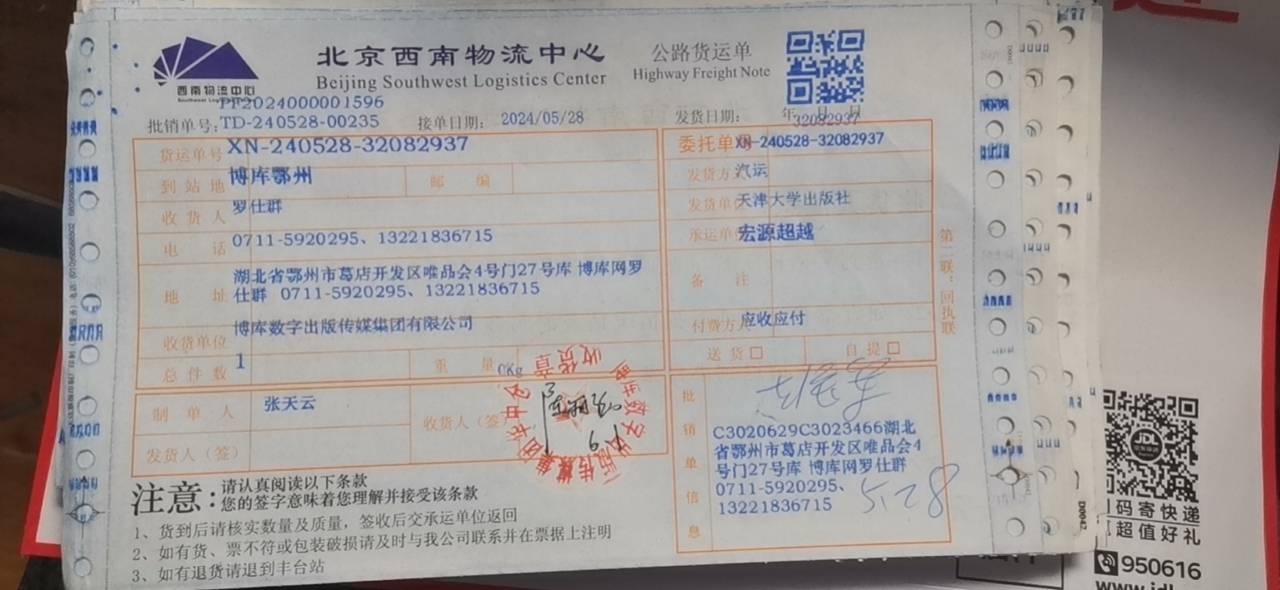 北京西南物流中心
Beijing Southwest Logistics Center
公路货运单
Highway Freight Note
西南物流中心
PF2024000001596
批销单号:TD-240528-00235
接单日期: 2024/05/28
发货日期: 年 月 日
32082937
货运单号 XN-240528-32082937
到站地 博库鄂州 邮编
收货人 罗仕群
电话 0711-5920295、13221836715
地址 湖北省鄂州市葛店开发区唯品会4号门27号库 博库网罗
仕群 0711-5920295、13221836715
收货单位 博库数字出版传媒集团有限公司
总件数 1 重量 0Kg
制单人 张天云
发货人(签)
收货人(签)
收货章
委托单 XN-240528-32082937
发货方 汽运
发货单 天津大学出版社
承运单 宏源超越
备注
付费方 应收应付
送货□ 自提□
批销单信息
C3020629C3023466湖北
省鄂州市葛店开发区唯品会4
号门27号库 博库网罗仕群
0711-5920295、
13221836715
5.28
第二联:回执联
注意:
请认真阅读以下条款
您的签字意味着您理解并接受该条款
1、货到后请核实数量及质量，签收后交承运单位返回
2、如有货、票不符或包装破损请及时与我公司联系并在票据上注明
3、如有退货请退到丰台站
JDL
码寄快递
超值好礼
950616
www.jdl
D0042